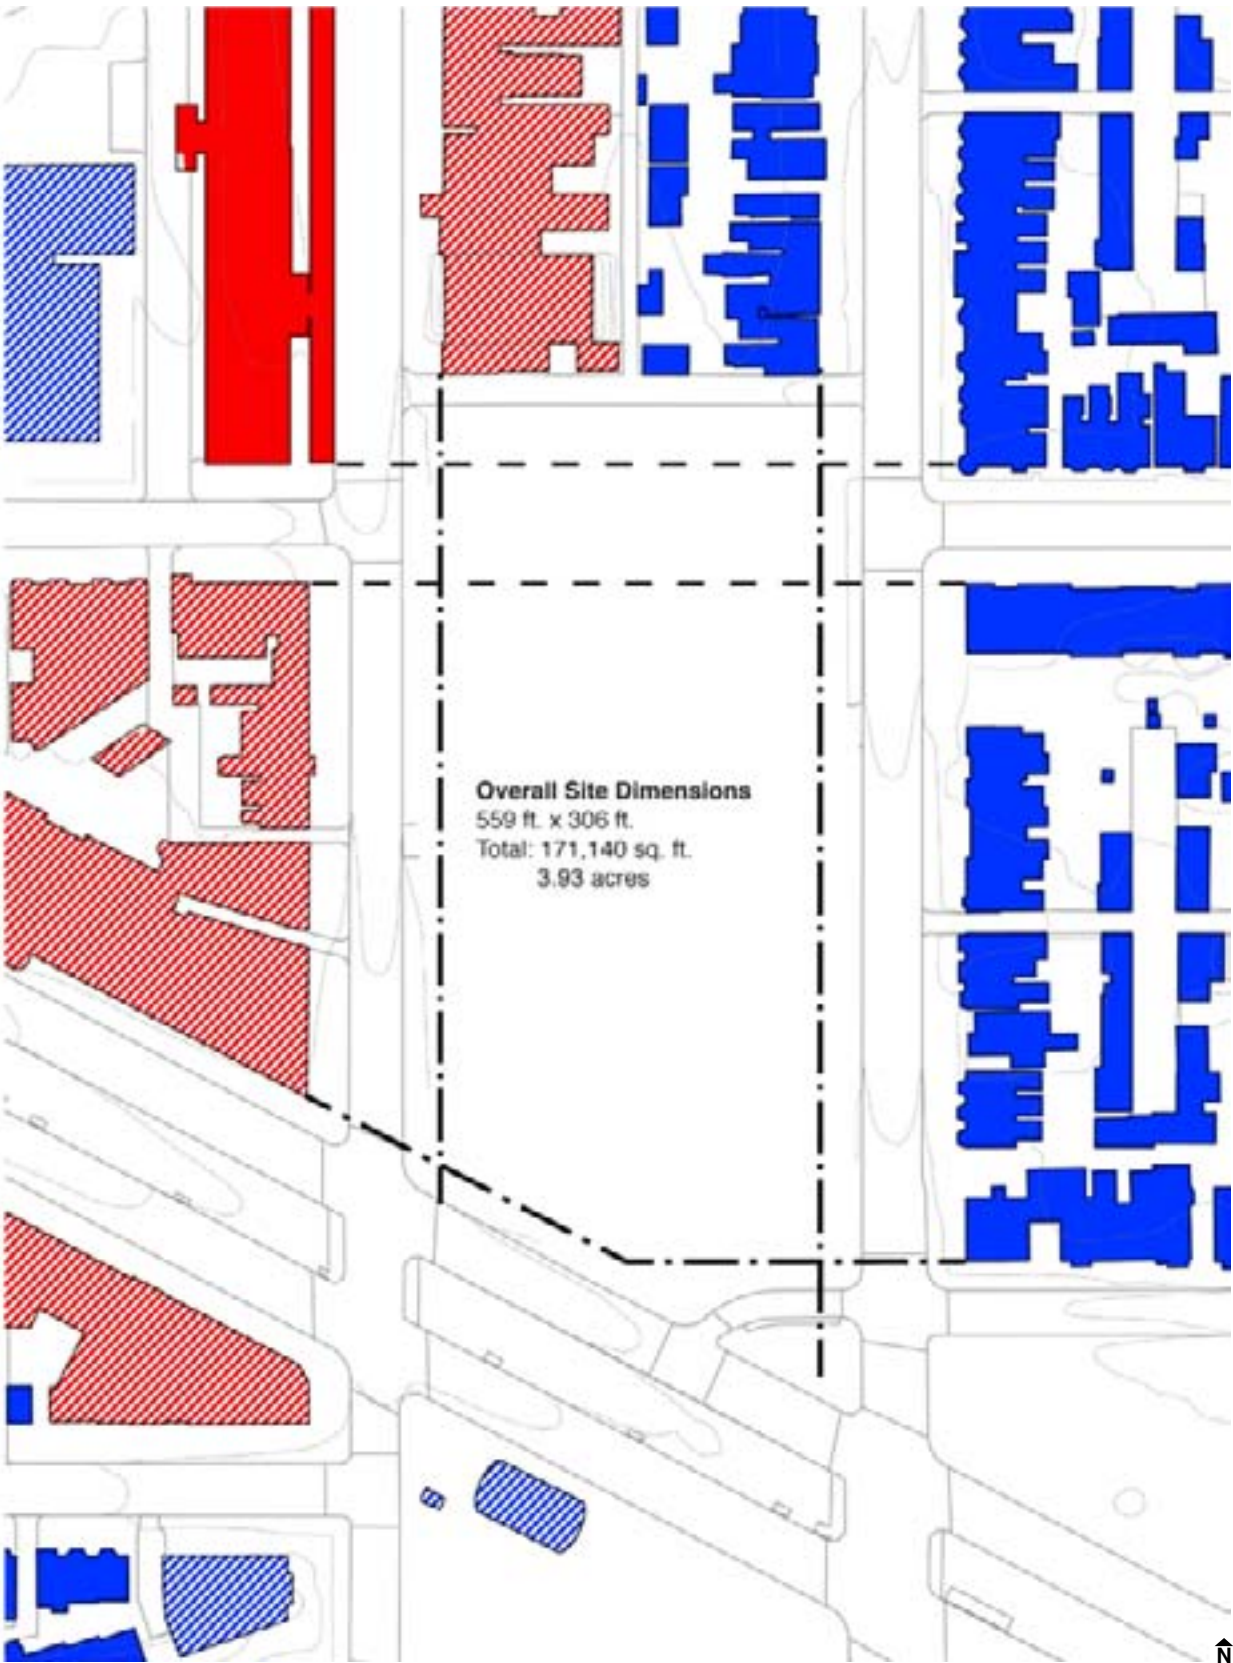 Overall Site Dimensions
559 ft. x 306 ft.
Total: 171,140 sq. ft.
3.93 acres
N